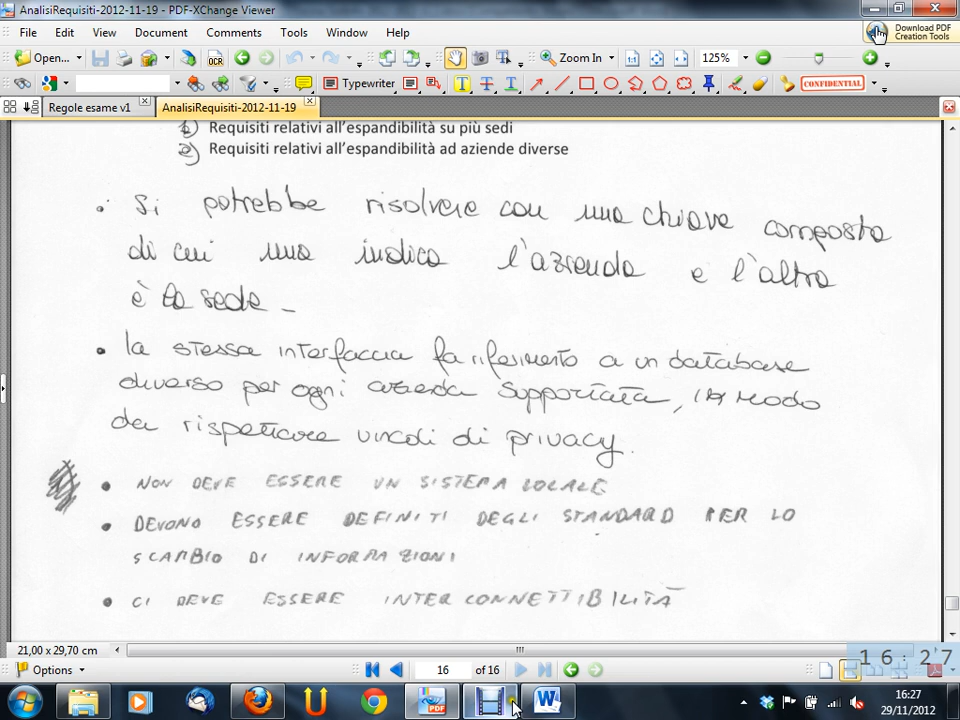 AnalisiRequisiti-2012-11-19 - PDF-XChange Viewer
File Edit View Document Comments Tools Window Help
Download PDF
Creation Tools
Open... OCR Zoom In 125%
Typewriter CONFIDENTIAL
Regole esame v1 AnalisiRequisiti-2012-11-19
1) Requisiti relativi all'espandibilità su più sedi
2) Requisiti relativi all'espandibilità ad aziende diverse
• Si potrebbe risolvere con una chiave composta
di cui una indica l'azienda e l'altra
è la sede -
• la stessa interfaccia fa riferimento a un database
diverso per ogni azienda supportata, in modo
da rispettare vincoli di privacy.
• NON DEVE ESSERE UN SISTEMA LOCALE
• DEVONO ESSERE DEFINITI DEGLI STANDARD PER LO
SCAMBIO DI INFORMAZIONI
• CI DEVE ESSERE INTERCONNETTIBILITÀ
21,00 x 29,70 cm
16:27
Options 16 of 16
16:27
29/11/2012